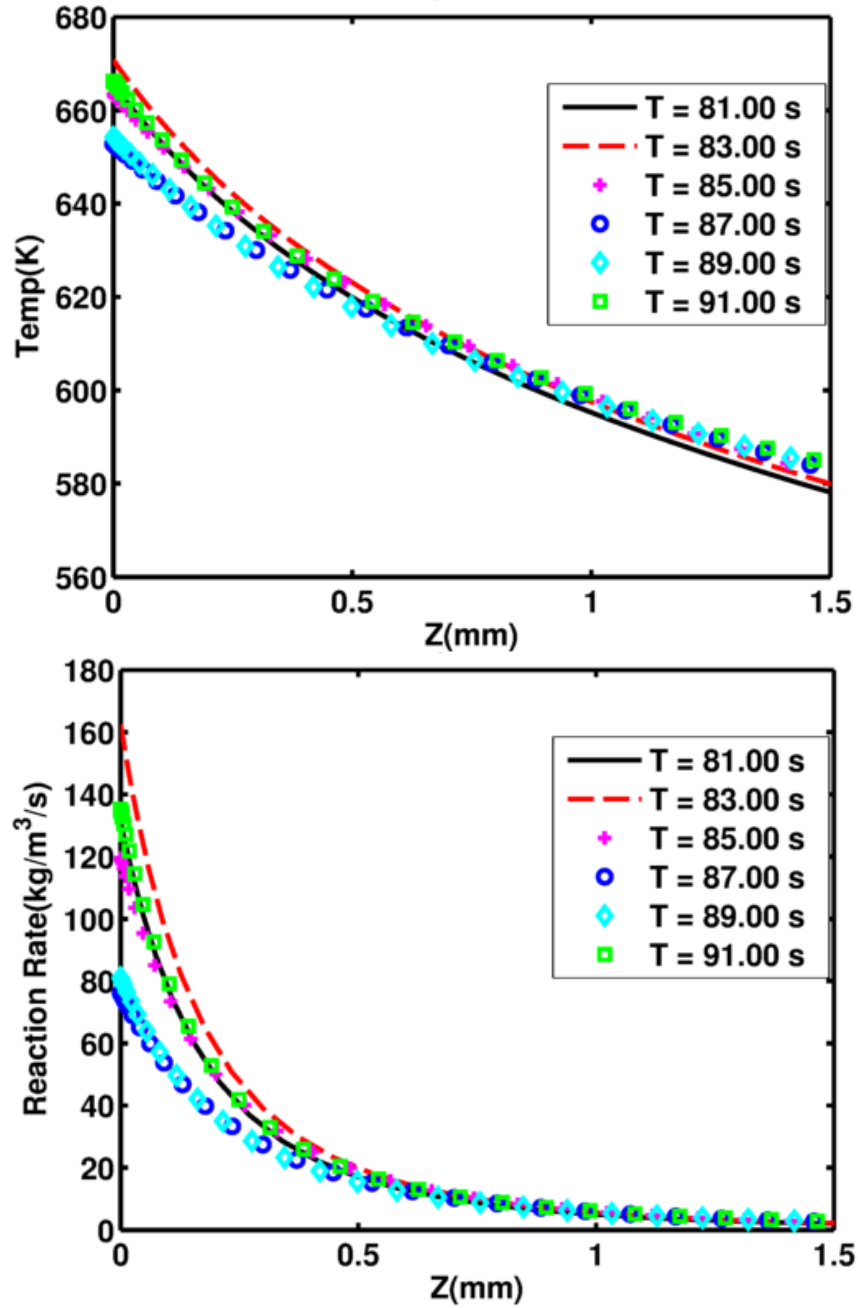 680
660
640
620
600
580
560
Temp(K)
T = 81.00 s
T = 83.00 s
T = 85.00 s
T = 87.00 s
T = 89.00 s
T = 91.00 s
0 0.5 1 1.5
Z(mm)
180
160
140
120
100
80
60
40
20
0
Reaction Rate(kg/m³/s)
T = 81.00 s
T = 83.00 s
T = 85.00 s
T = 87.00 s
T = 89.00 s
T = 91.00 s
0 0.5 1 1.5
Z(mm)